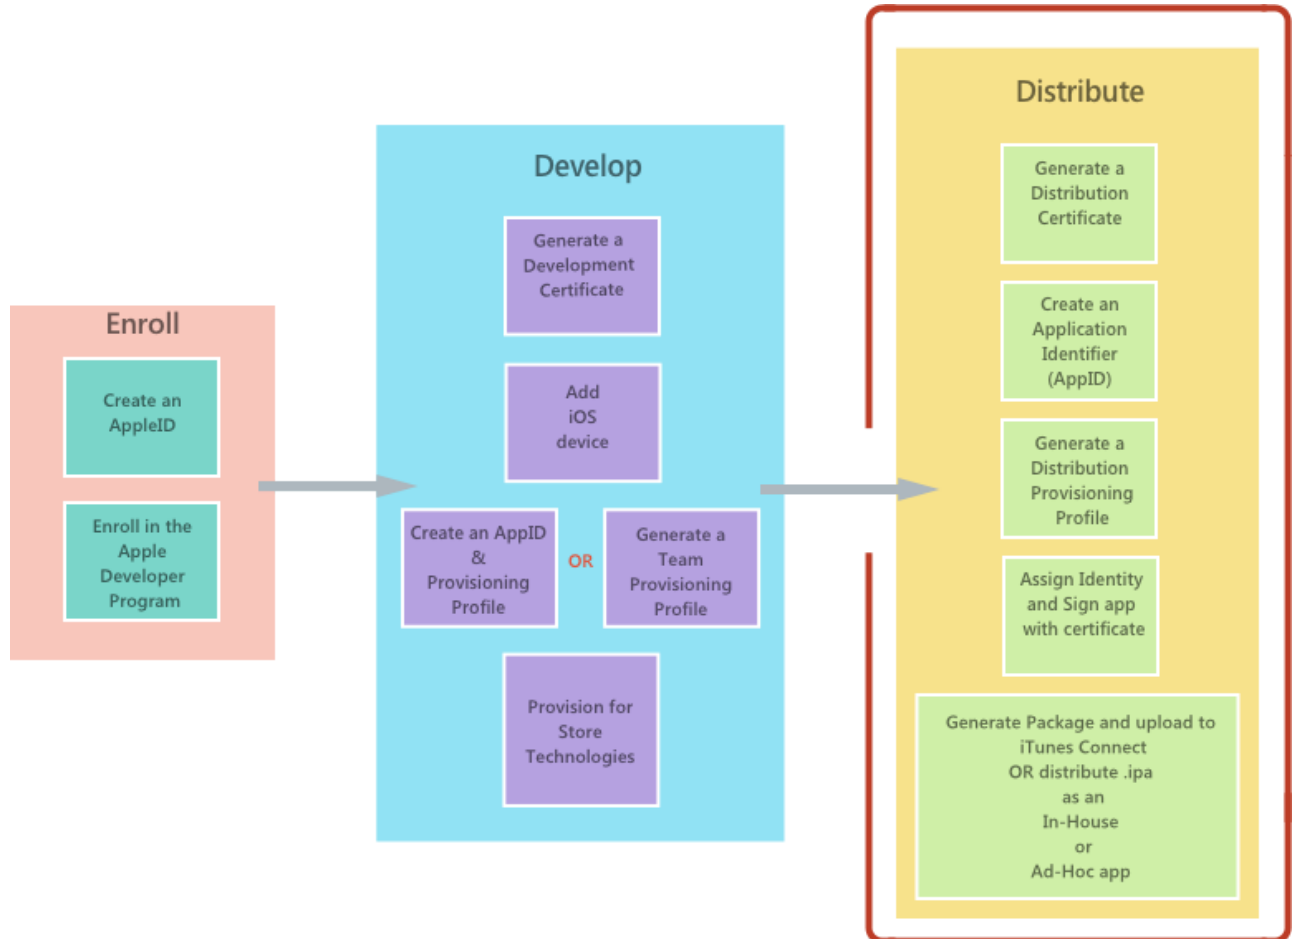 Enroll
Create an
AppleID
Enroll in the
Apple
Developer
Program
Develop
Generate a
Development
Certificate
Add
iOS
device
Create an AppID
&
Provisioning
Profile
OR
Generate a
Team
Provisioning
Profile
Provision for
Store
Technologies
Distribute
Generate a
Distribution
Certificate
Create an
Application
Identifier
(AppID)
Generate a
Distribution
Provisioning
Profile
Assign Identity
and Sign app
with certificate
Generate Package and upload to
iTunes Connect
OR distribute .ipa
as an
In-House
or
Ad-Hoc app